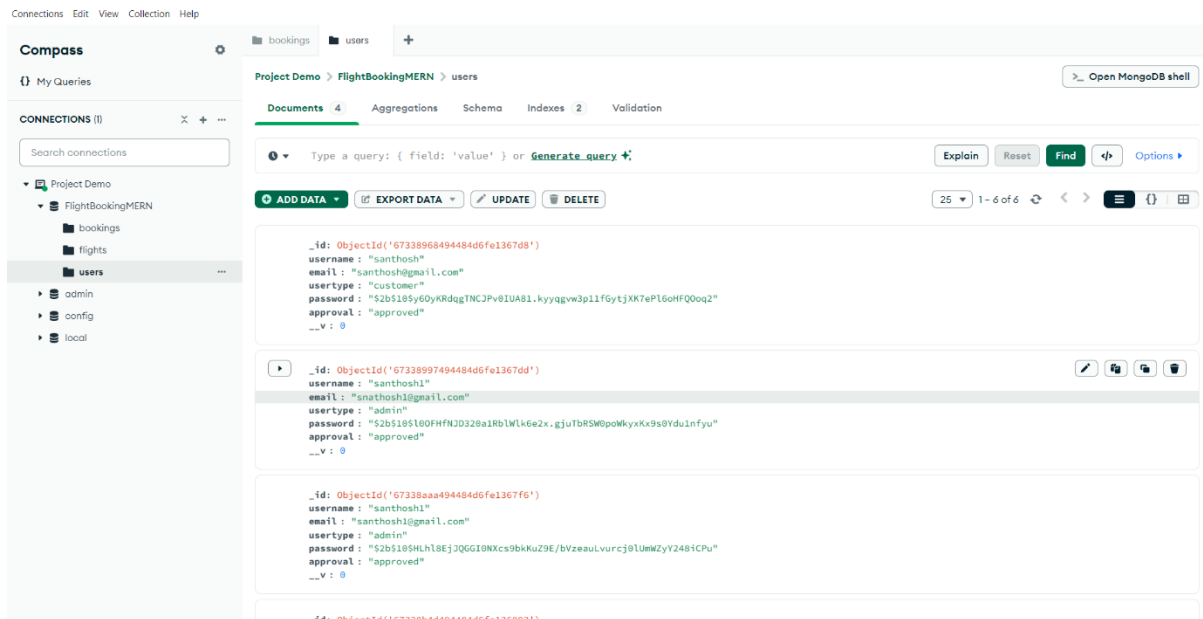 Connections Edit View Collection Help
Compass
{} My Queries
CONNECTIONS (1)
Search connections
Project Demo
FlightBookingMERN
bookings
flights
users
admin
config
local
bookings
users
Project Demo > FlightBookingMERN > users
>_ Open MongoDB shell
Documents 4 Aggregations Schema Indexes 2 Validation
Type a query: { field: 'value' } or Generate query
Explain Reset Find </> Options
ADD DATA EXPORT DATA UPDATE DELETE
25 1 – 6 of 6 {}
_id: ObjectId('67338968494484d6fe1367d8')
username : "santhosh"
email : "santhosh@gmail.com"
usertype : "customer"
password : "$2b$10$y6OyKRdqgTNCJPv0IUA81.kyyqgvw3p11fGytjXK7ePl6oHFQOoq2"
approval : "approved"
__v : 0
_id: ObjectId('67338997494484d6fe1367dd')
username : "santhosh1"
email : "snathosh1@gmail.com"
usertype : "admin"
password : "$2b$10$l0OFHfNJD320a1RblWlk6e2x.gjuTbRSW0poWkyxKx9s0Ydu1nfyu"
approval : "approved"
__v : 0
_id: ObjectId('67338aaa494484d6fe1367f6')
username : "santhosh1"
email : "santhosh1@gmail.com"
usertype : "admin"
password : "$2b$10$HLhl8EjJQGGI0NXcs9bkKuZ9E/bVzeauLvurcj0lUmWZyY248iCPu"
approval : "approved"
__v : 0